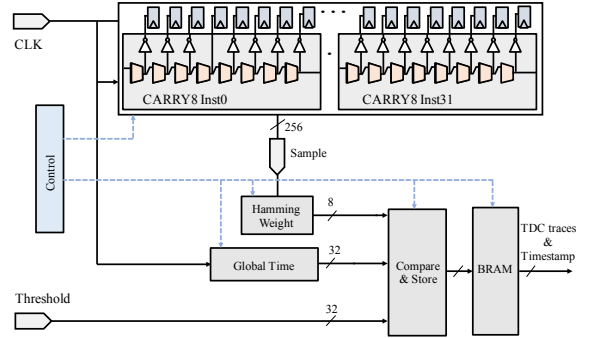 CLK
CARRY8 Inst0
CARRY8 Inst31
256
Sample
Control
Hamming
Weight
8
Global Time
32
Compare
& Store
BRAM
TDC traces
&
Timestamp
Threshold
32